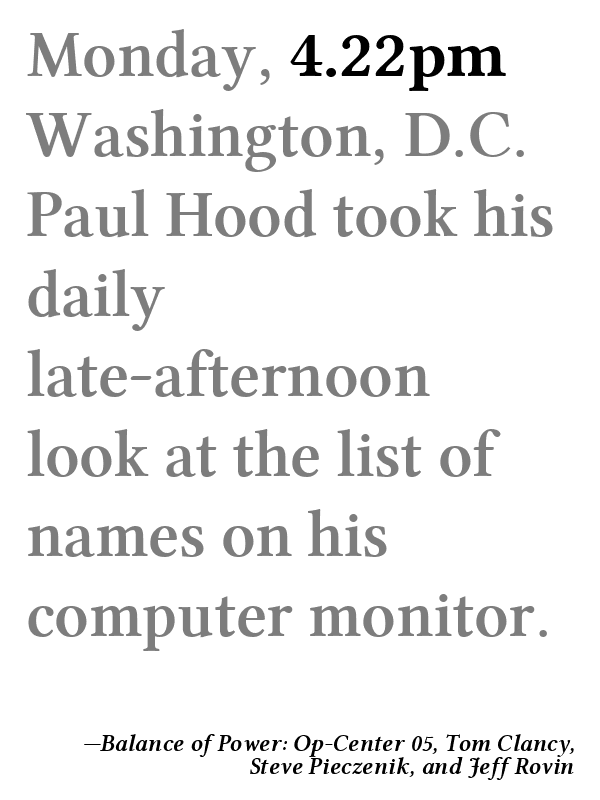 Monday, 4.22pm
Washington, D.C.
Paul Hood took his
daily
late-afternoon
look at the list of
names on his
computer monitor.
—Balance of Power: Op-Center 05, Tom Clancy,
Steve Pieczenik, and Jeff Rovin